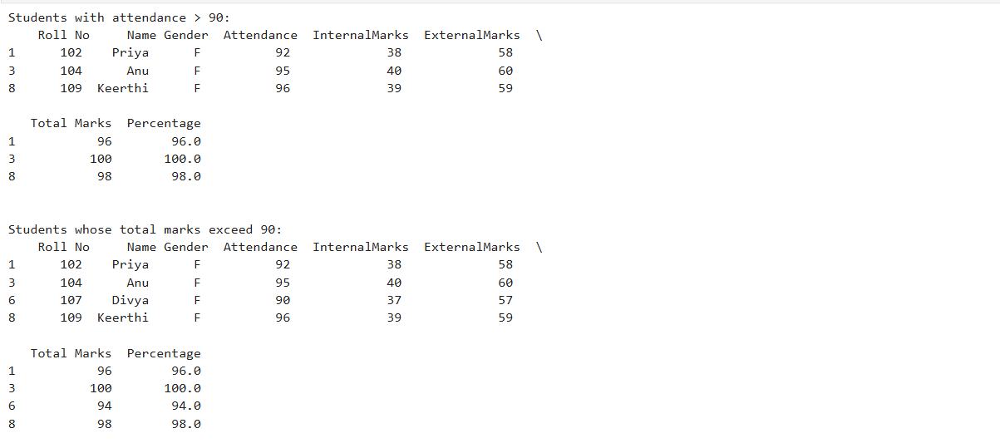 Students with attendance > 90:
    Roll No     Name Gender  Attendance  InternalMarks  ExternalMarks  \
1      102    Priya      F          92             38             58
3      104      Anu      F          95             40             60
8      109  Keerthi      F          96             39             59

   Total Marks  Percentage
1           96        96.0
3          100       100.0
8           98        98.0

Students whose total marks exceed 90:
    Roll No     Name Gender  Attendance  InternalMarks  ExternalMarks  \
1      102    Priya      F          92             38             58
3      104      Anu      F          95             40             60
6      107    Divya      F          90             37             57
8      109  Keerthi      F          96             39             59

   Total Marks  Percentage
1           96        96.0
3          100       100.0
6           94        94.0
8           98        98.0